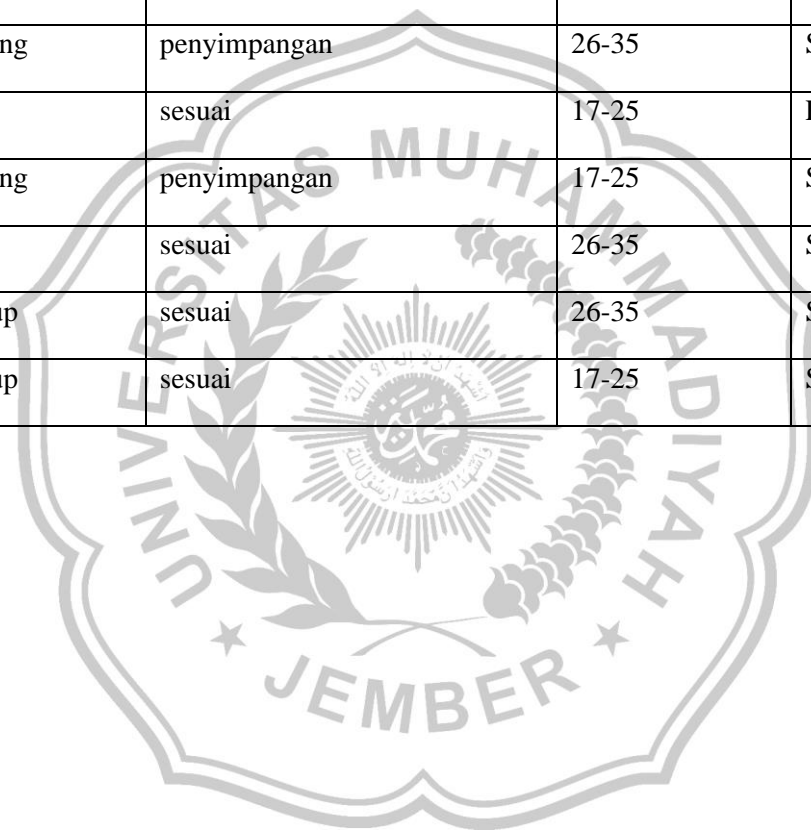 ng penyimpangan 26-35 S
sesuai 17-25
ng penyimpangan 17-25 S
sesuai 26-35 S
up sesuai 26-35 S
up sesuai 17-25 S
UNIVERSITAS MUHAMMADIYAH
JEMBER